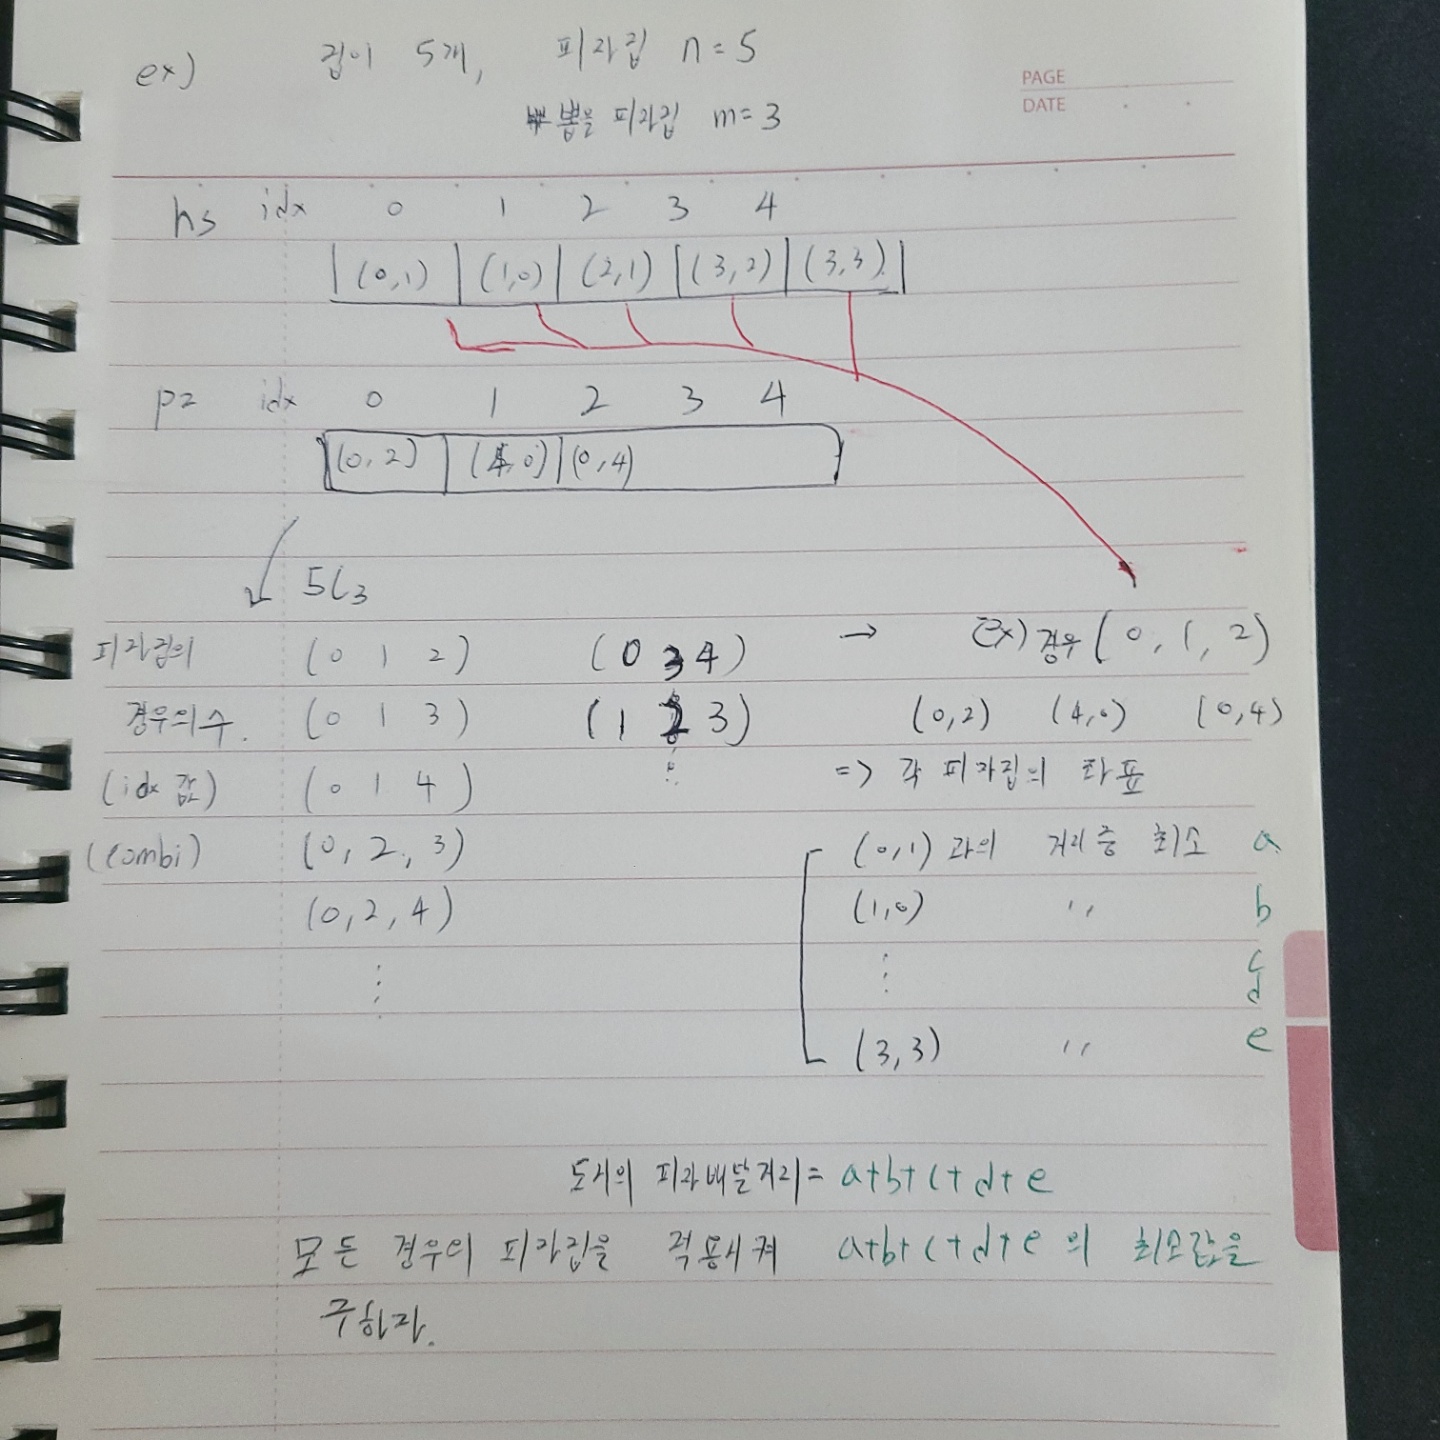 ex) 집이 5개, 피자집 n=5
뽑을 피자집 m=3
PAGE
DATE
hs idx 0 1 2 3 4
(0,1) (1,0) (2,1) (3,2) (3,3)
pz idx 0 1 2 3 4
(0,2) (4,0) (0,4)
5C3
피자집의 (0 1 2) (0 3 4) → ex) 경우 (0,1,2)
경우의수. (0 1 3) (1 2 3) (0,2) (4,0) (0,4)
(idx 값) (0 1 4) => 각 피자집의 좌표
(combi) (0,2,3) (0,1)과의 거리중 최소 a
(0,2,4) (1,0) '' b
⋮ ⋮ c
d
(3,3) '' e
도시의 피자배달거리= a+b+c+d+e
모든 경우의 피자집을 적용시켜 a+b+c+d+e의 최소값을
구하자.